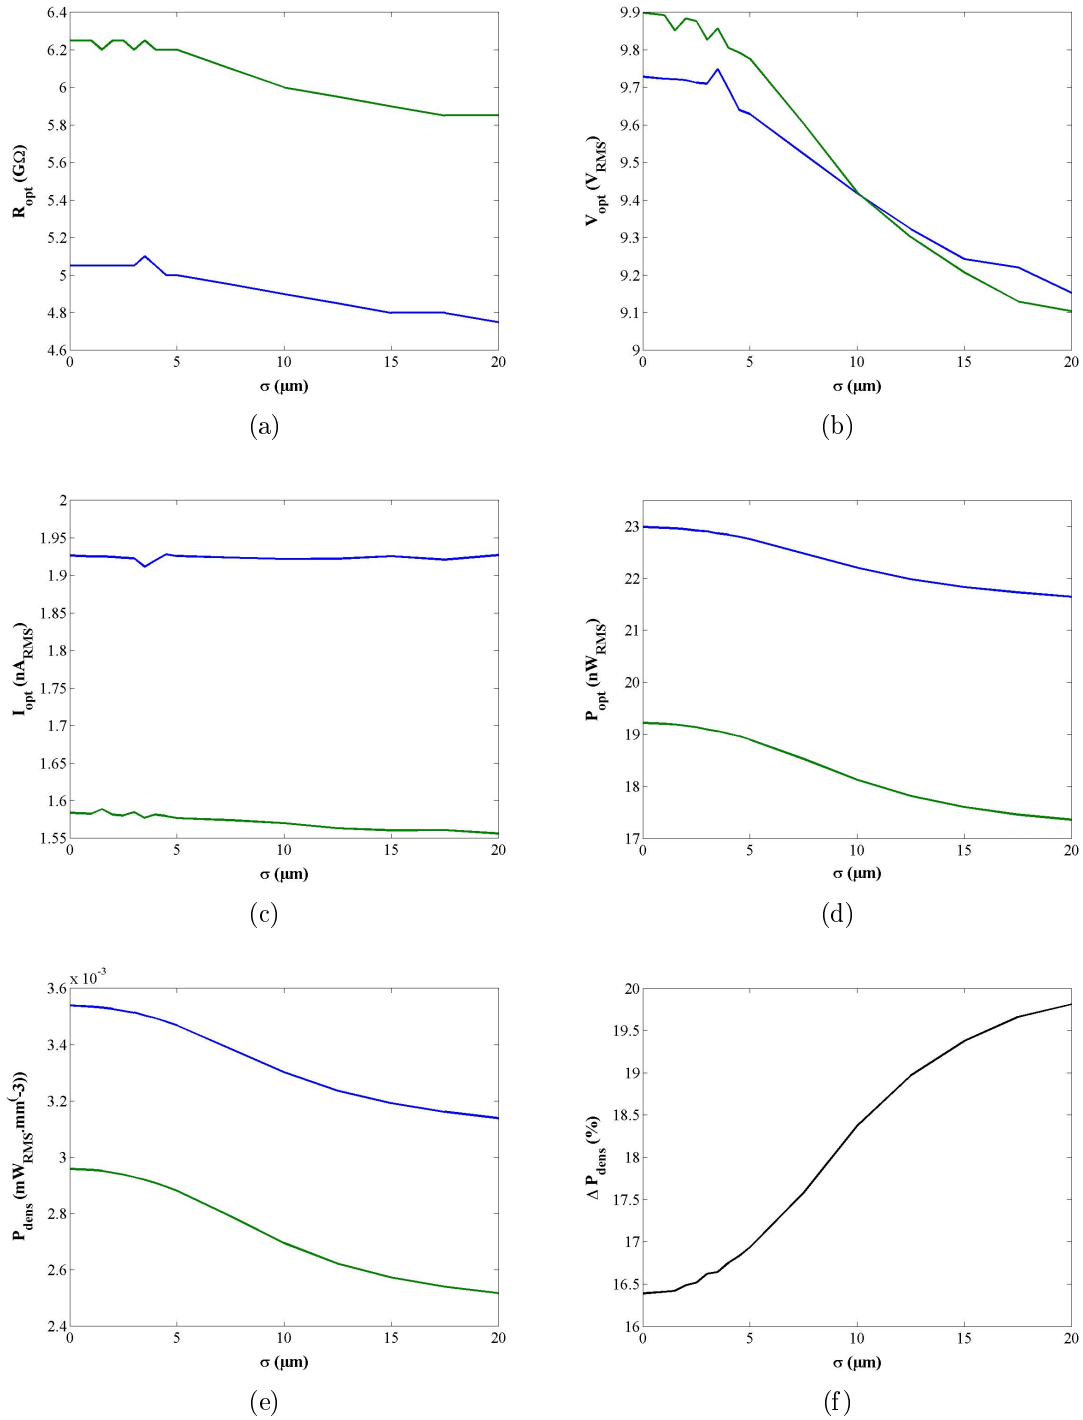 6.4
6.2
6
5.8
5.6
5.4
5.2
5
4.8
4.6
R_opt (GΩ)
0 5 10 15 20
σ (μm)
(a)
9.9
9.8
9.7
9.6
9.5
9.4
9.3
9.2
9.1
9
V_opt (V_RMS)
0 5 10 15 20
σ (μm)
(b)
2
1.95
1.9
1.85
1.8
1.75
1.7
1.65
1.6
1.55
I_opt (nA_RMS)
0 5 10 15 20
σ (μm)
(c)
23
22
21
20
19
18
17
P_opt (nW_RMS)
0 5 10 15 20
σ (μm)
(d)
x 10^-3
3.6
3.4
3.2
3
2.8
2.6
2.4
P_dens (mW_RMS.mm^(-3))
0 5 10 15 20
σ (μm)
(e)
20
19.5
19
18.5
18
17.5
17
16.5
16
Δ P_dens (%)
0 5 10 15 20
σ (μm)
(f)